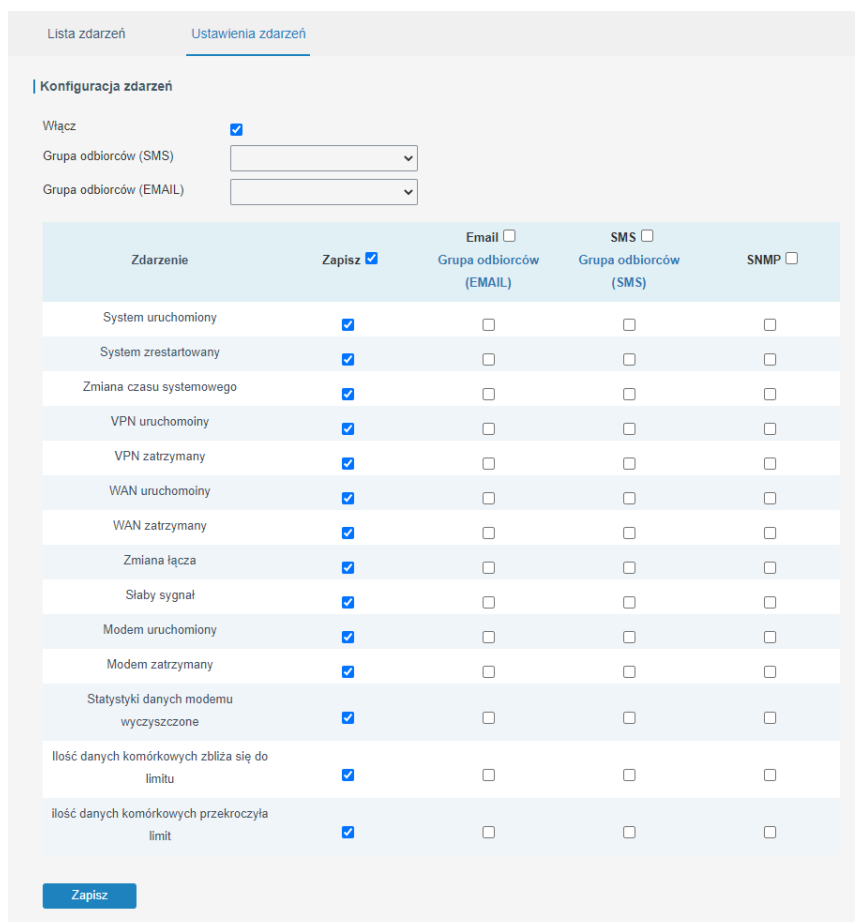 Lista zdarzeń
Ustawienia zdarzeń
Konfiguracja zdarzeń
Włącz
Grupa odbiorców (SMS)
Grupa odbiorców (EMAIL)
Zdarzenie
Zapisz
Email
Grupa odbiorców
(EMAIL)
SMS
Grupa odbiorców
(SMS)
SNMP
System uruchomiony
System zrestartowany
Zmiana czasu systemowego
VPN uruchomoiny
VPN zatrzymany
WAN uruchomoiny
WAN zatrzymany
Zmiana łącza
Słaby sygnał
Modem uruchomiony
Modem zatrzymany
Statystyki danych modemu
wyczyszczone
Ilość danych komórkowych zbliża się do
limitu
ilość danych komórkowych przekroczyła
limit
Zapisz